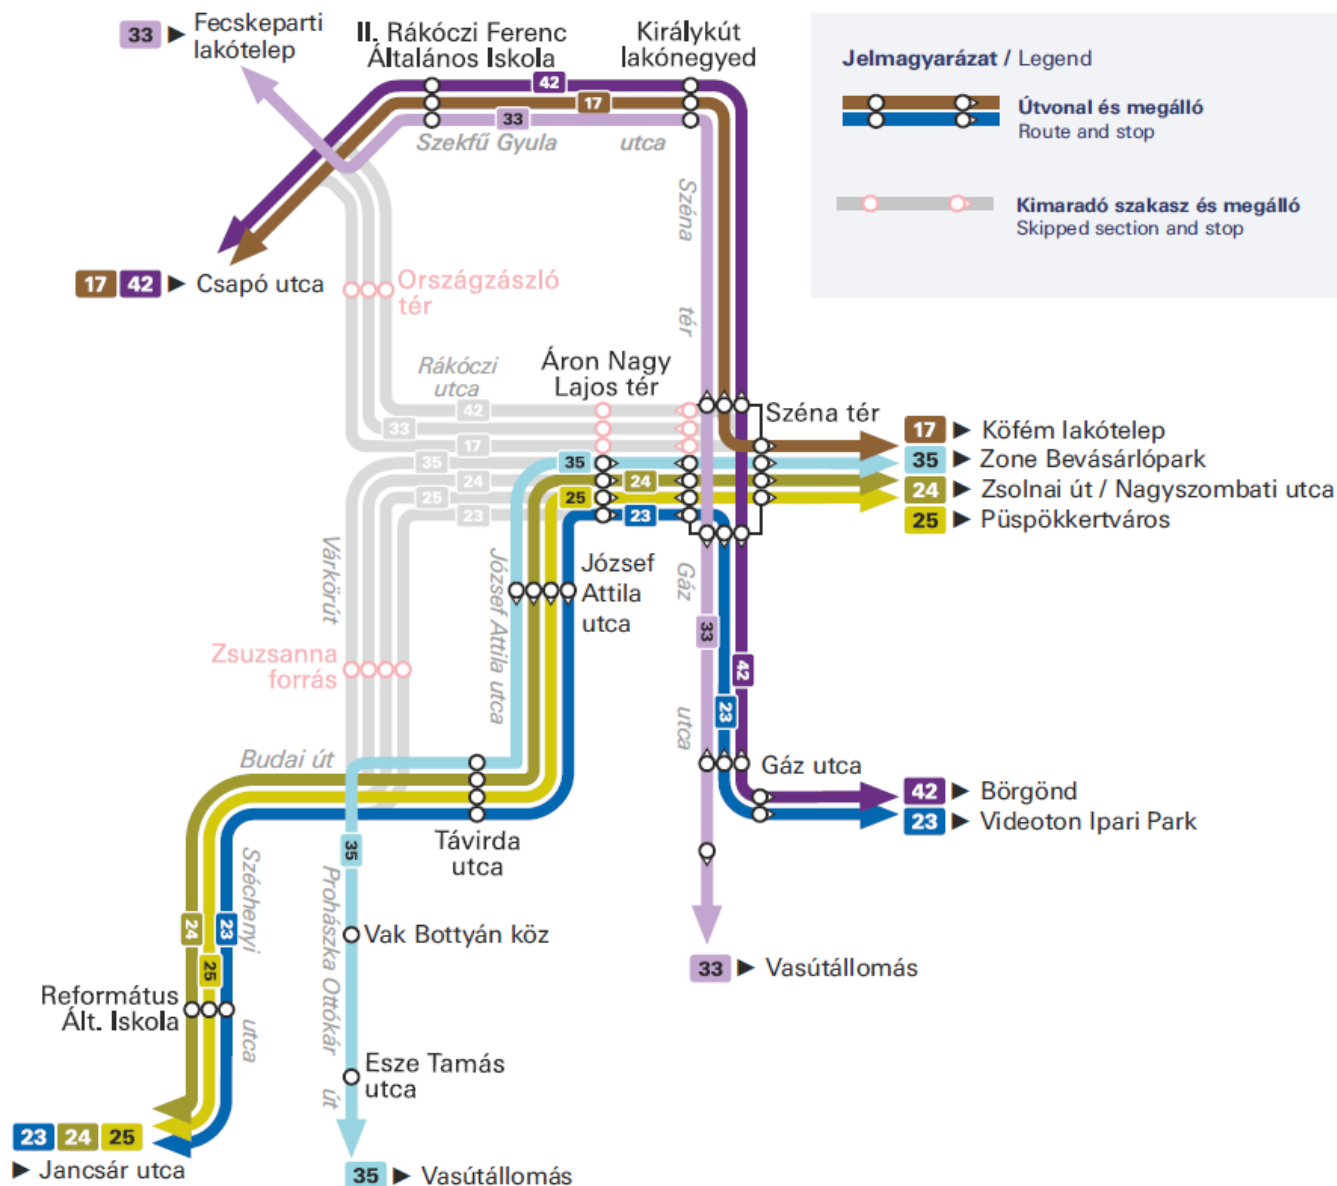 33 ► Fecskeparti
lakótelep
II. Rákóczi Ferenc
Általános Iskola
Királykút
lakónegyed
42
17
33
Szekfű Gyula utca
Széna tér
Jelmagyarázat / Legend
Útvonal és megálló
Route and stop
Kimaradó szakasz és megálló
Skipped section and stop
17 42 ► Csapó utca
Országzászló
tér
Rákóczi
utca
Áron Nagy
Lajos tér
42
33
17
35
24
25
23
35
24
25
23
Széna tér
17 ► Köfém lakótelep
35 ► Zone Bevásárlópark
24 ► Zsolnai út / Nagyszombati utca
25 ► Püspökkertváros
Várkörút
József Attila utca
József
Attila
utca
Gáz utca
33
42
23
Zsuzsanna
forrás
Budai út
Távirda
utca
Gáz utca
42 ► Börgönd
23 ► Videoton Ipari Park
35
Széchenyi utca
Prohászka Ottókár út
24
23
25
Vak Bottyán köz
33 ► Vasútállomás
Református
Ált. Iskola
Esze Tamás
utca
23 24 25
► Jancsár utca
35 ► Vasútállomás